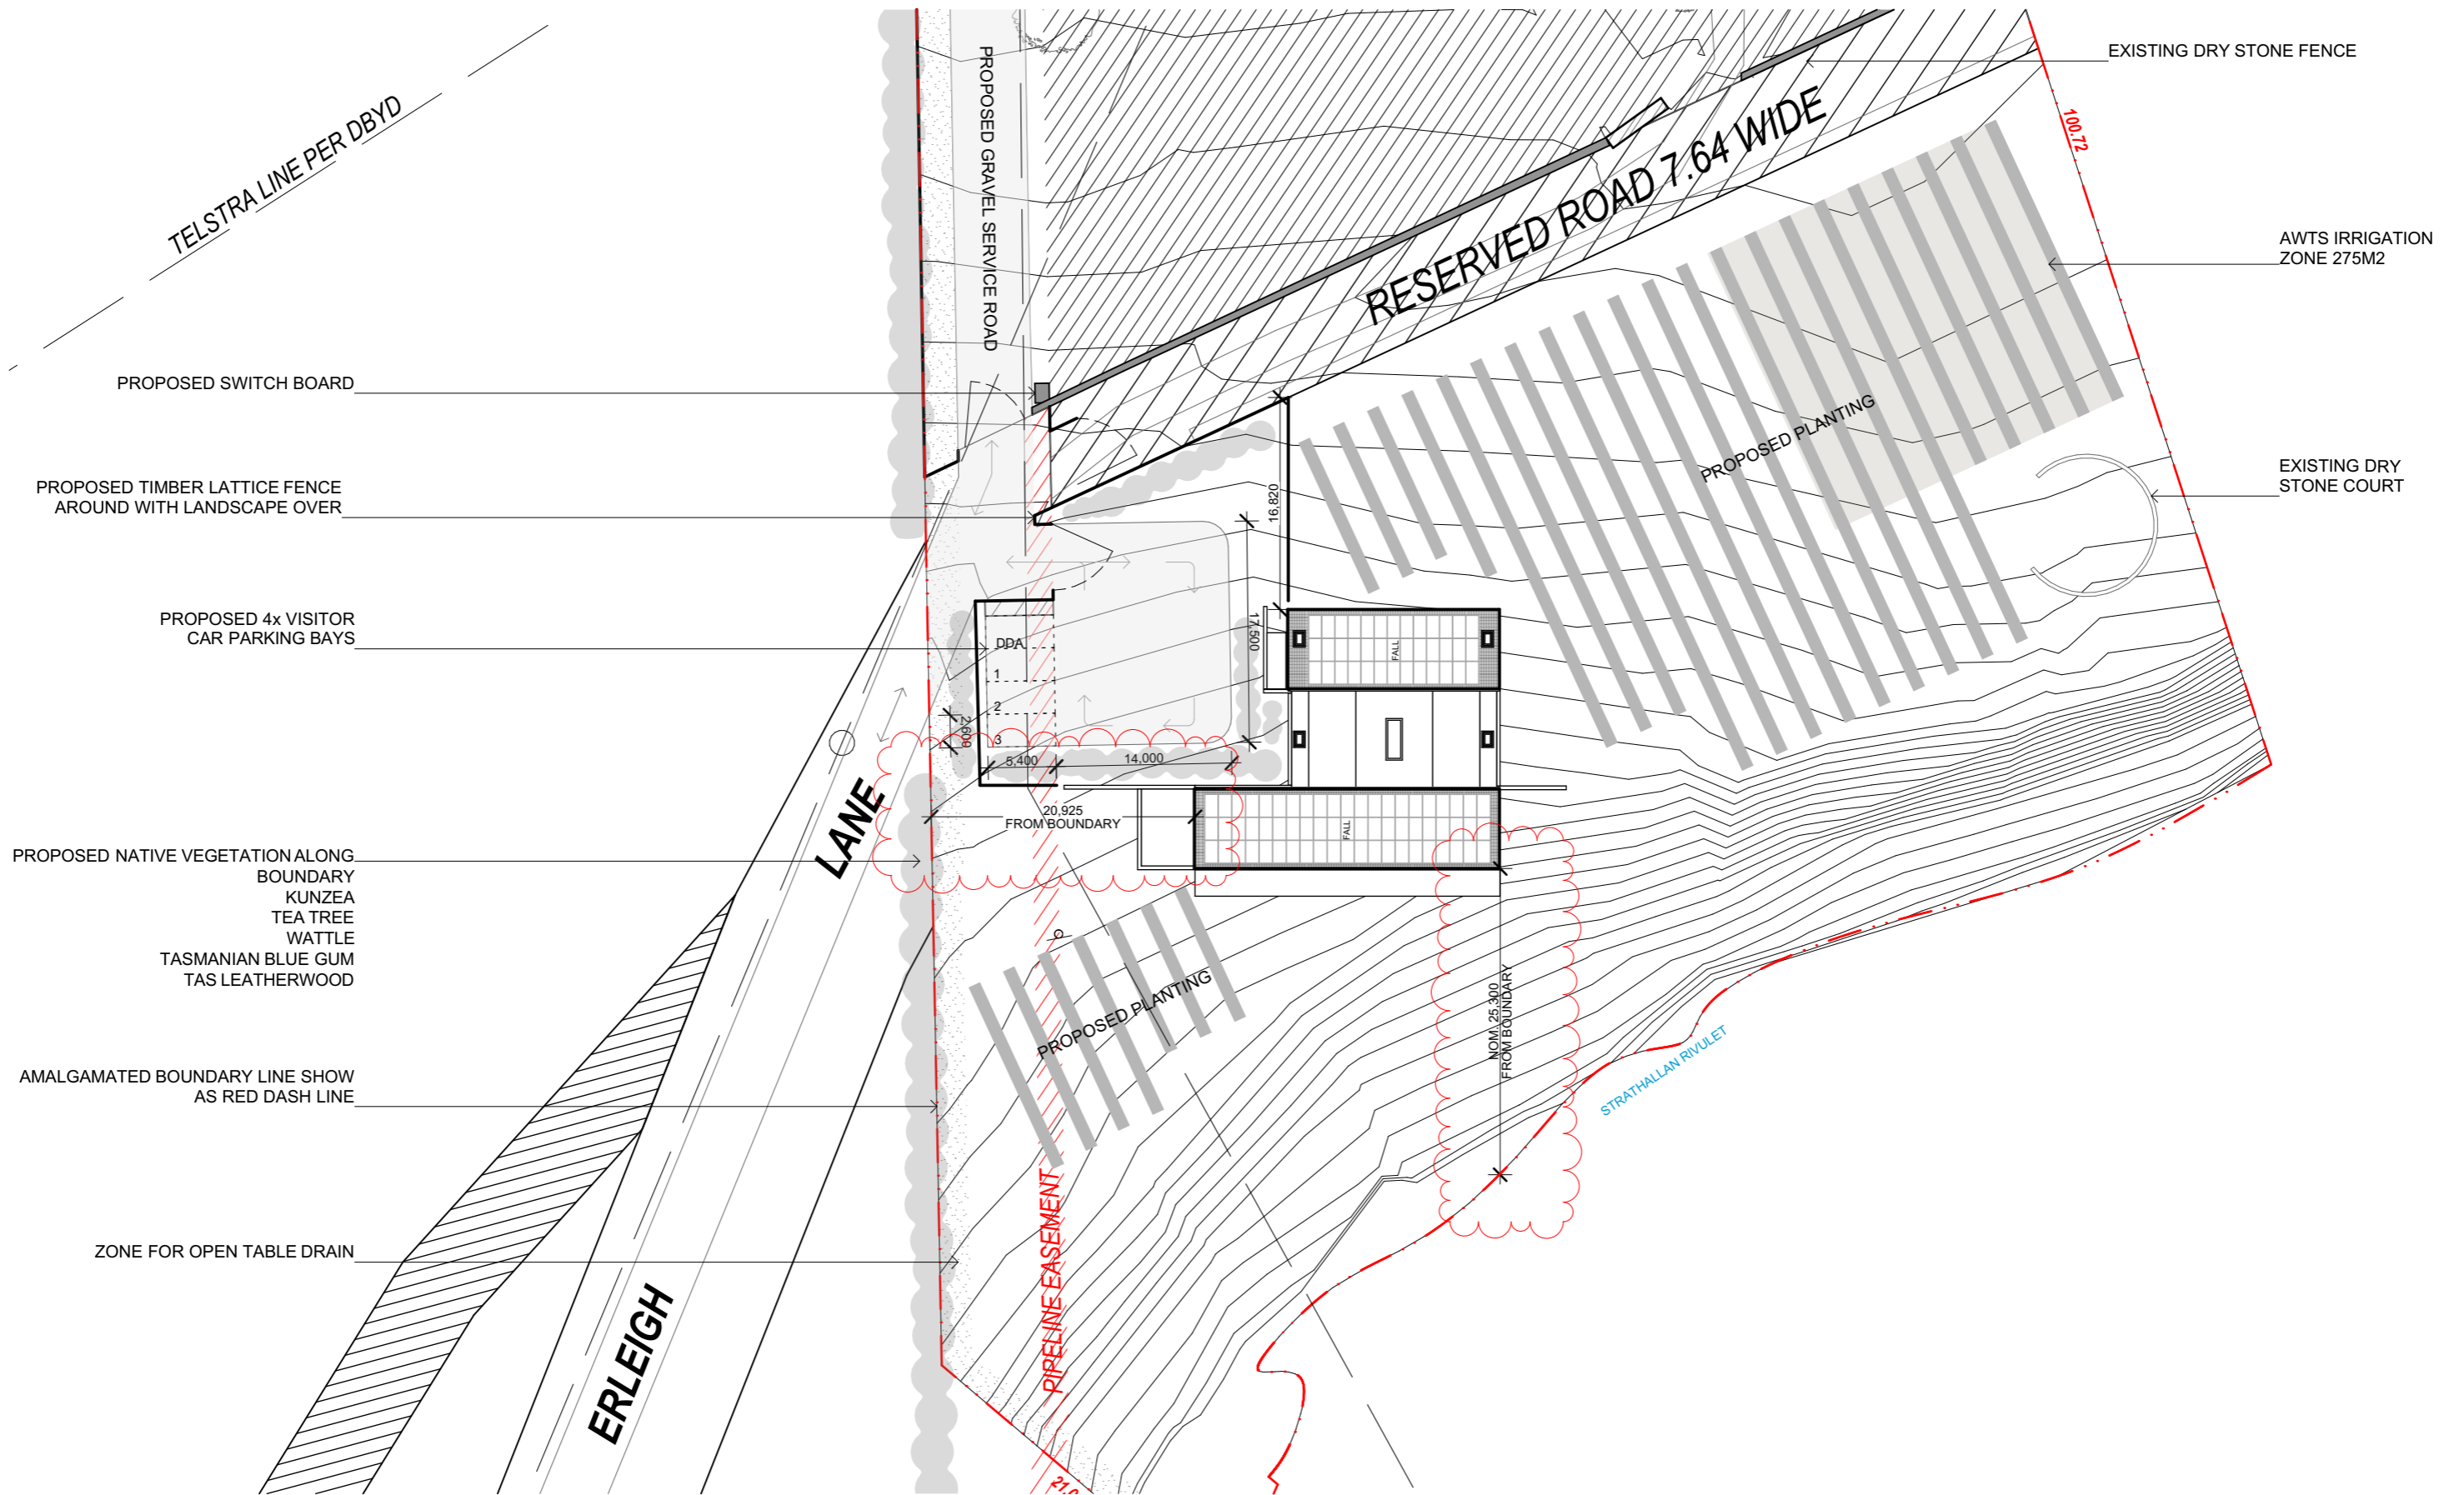 TELSTRA LINE PER DBYD
PROPOSED GRAVEL SERVICE ROAD
EXISTING DRY STONE FENCE
RESERVED ROAD 7.64 WIDE
100.72
AWTS IRRIGATION
ZONE 275M2
PROPOSED SWITCH BOARD
PROPOSED PLANTING
EXISTING DRY
STONE COURT
PROPOSED TIMBER LATTICE FENCE
AROUND WITH LANDSCAPE OVER
16,820
PROPOSED 4x VISITOR
CAR PARKING BAYS
DDA
1
2
3
17,500
FALL
2,600
5,400
14,000
20,925
FROM BOUNDARY
FALL
LANE
PROPOSED NATIVE VEGETATION ALONG
BOUNDARY
KUNZEA
TEA TREE
WATTLE
TASMANIAN BLUE GUM
TAS LEATHERWOOD
PROPOSED PLANTING
NOM. 25,300
FROM BOUNDARY
STRATHALLAN RIVULET
AMALGAMATED BOUNDARY LINE SHOW
AS RED DASH LINE
PIPELINE EASEMENT
ZONE FOR OPEN TABLE DRAIN
ERLEIGH